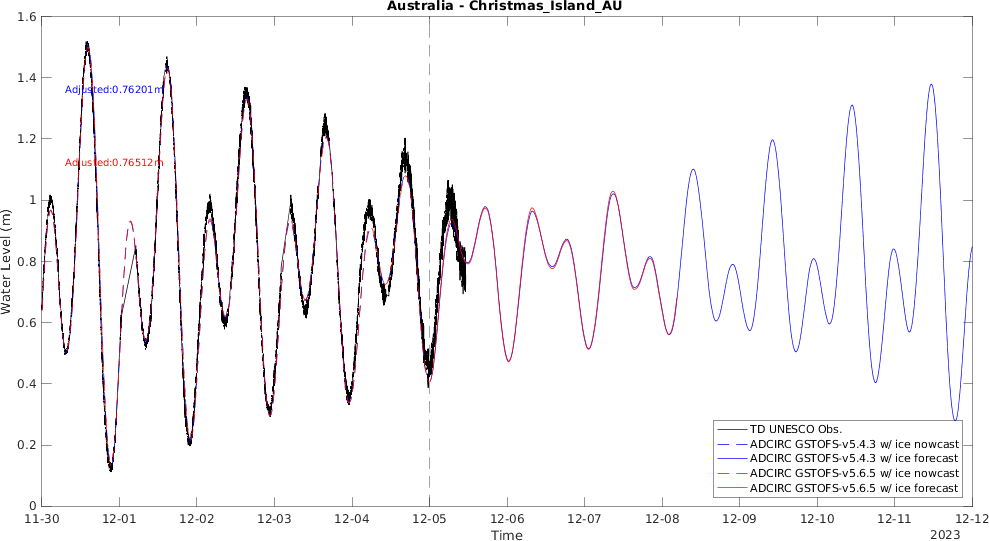 Australia - Christmas_Island_AU
Water Level (m)
1.6
1.4
1.2
1
0.8
0.6
0.4
0.2
0
Adjusted:0.76201m
Adjusted:0.76512m
TD UNESCO Obs.
ADCIRC GSTOFS-v5.4.3 w/ ice nowcast
ADCIRC GSTOFS-v5.4.3 w/ ice forecast
ADCIRC GSTOFS-v5.6.5 w/ ice nowcast
ADCIRC GSTOFS-v5.6.5 w/ ice forecast
11-30 12-01 12-02 12-03 12-04 12-05 12-06 12-07 12-08 12-09 12-10 12-11 12-12
Time
2023